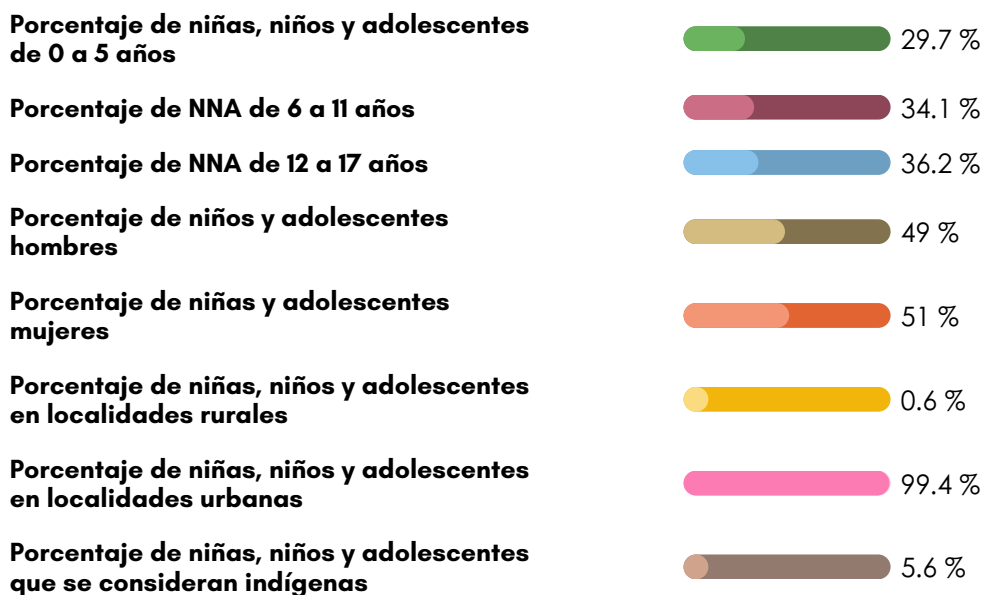 Porcentaje de niñas, niños y adolescentes
de 0 a 5 años
29.7 %
Porcentaje de NNA de 6 a 11 años
34.1 %
Porcentaje de NNA de 12 a 17 años
36.2 %
Porcentaje de niños y adolescentes
hombres
49 %
Porcentaje de niñas y adolescentes
mujeres
51 %
Porcentaje de niñas, niños y adolescentes
en localidades rurales
0.6 %
Porcentaje de niñas, niños y adolescentes
en localidades urbanas
99.4 %
Porcentaje de niñas, niños y adolescentes
que se consideran indígenas
5.6 %